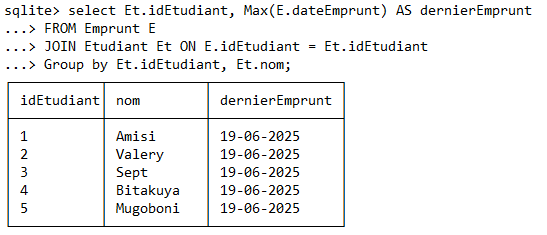 sqlite> select Et.idEtudiant, Max(E.dateEmprunt) AS dernierEmprunt
...> FROM Emprunt E
...> JOIN Etudiant Et ON E.idEtudiant = Et.idEtudiant
...> Group by Et.idEtudiant, Et.nom;
idEtudiant nom dernierEmprunt
1 Amisi 19-06-2025
2 Valery 19-06-2025
3 Sept 19-06-2025
4 Bitakuya 19-06-2025
5 Mugoboni 19-06-2025